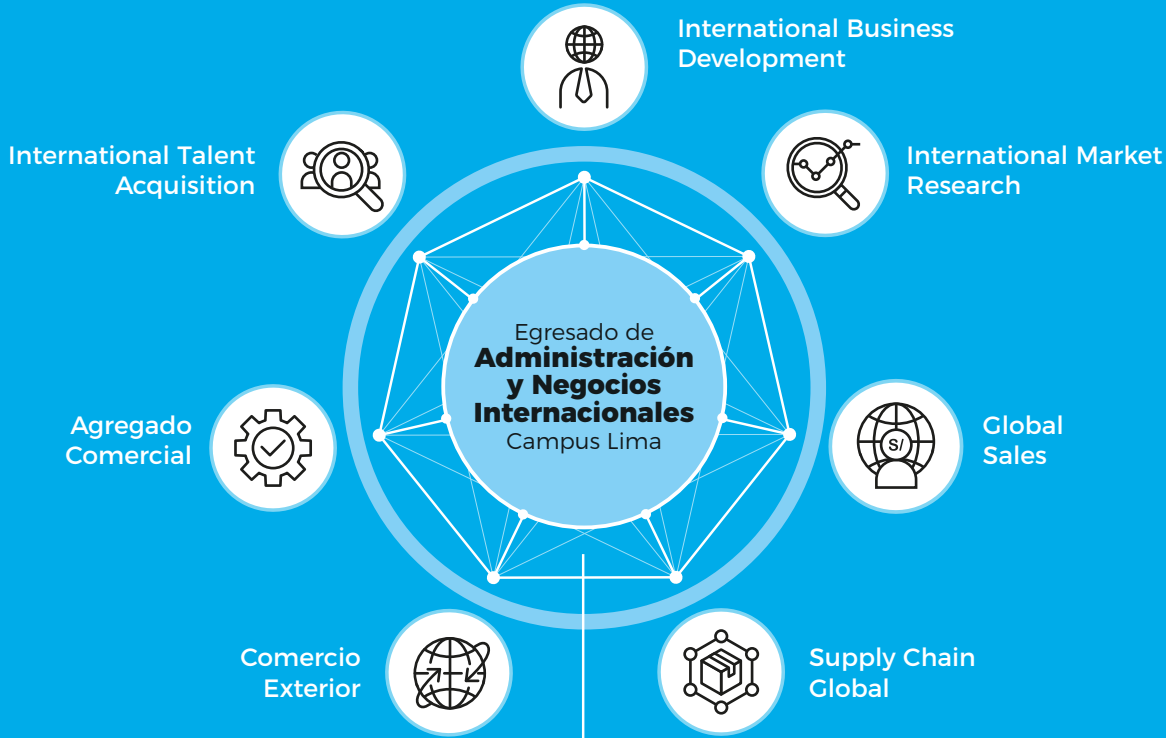 International Business
Development
International Talent
Acquisition
International Market
Research
Egresado de
Administración
y Negocios
Internacionales
Campus Lima
Agregado
Comercial
S/
Global
Sales
Comercio
Exterior
Supply Chain
Global